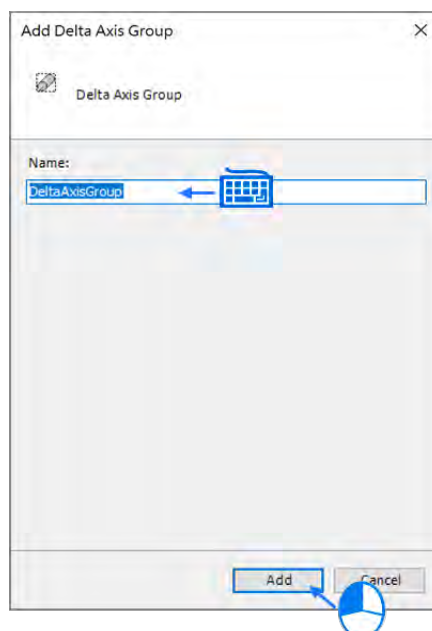 Add Delta Axis Group
Delta Axis Group
Name:
DeltaAxisGroup
Add
Cancel